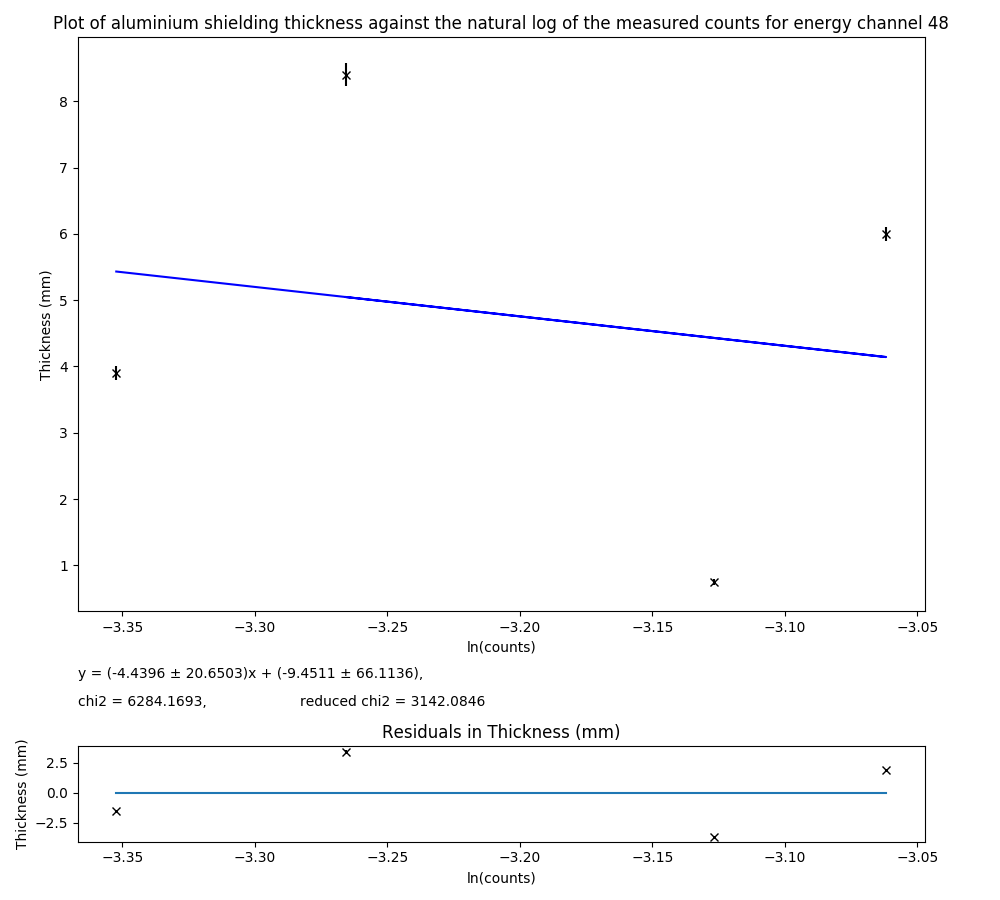 Plot of aluminium shielding thickness against the natural log of the measured counts for energy channel 48
8
7
6
5
4
3
2
1
Thickness (mm)
−3.35 −3.30 −3.25 −3.20 −3.15 −3.10 −3.05
ln(counts)
y = (-4.4396 ± 20.6503)x + (-9.4511 ± 66.1136),
chi2 = 6284.1693, reduced chi2 = 3142.0846
Residuals in Thickness (mm)
2.5
0.0
−2.5
Thickness (mm)
−3.35 −3.30 −3.25 −3.20 −3.15 −3.10 −3.05
ln(counts)